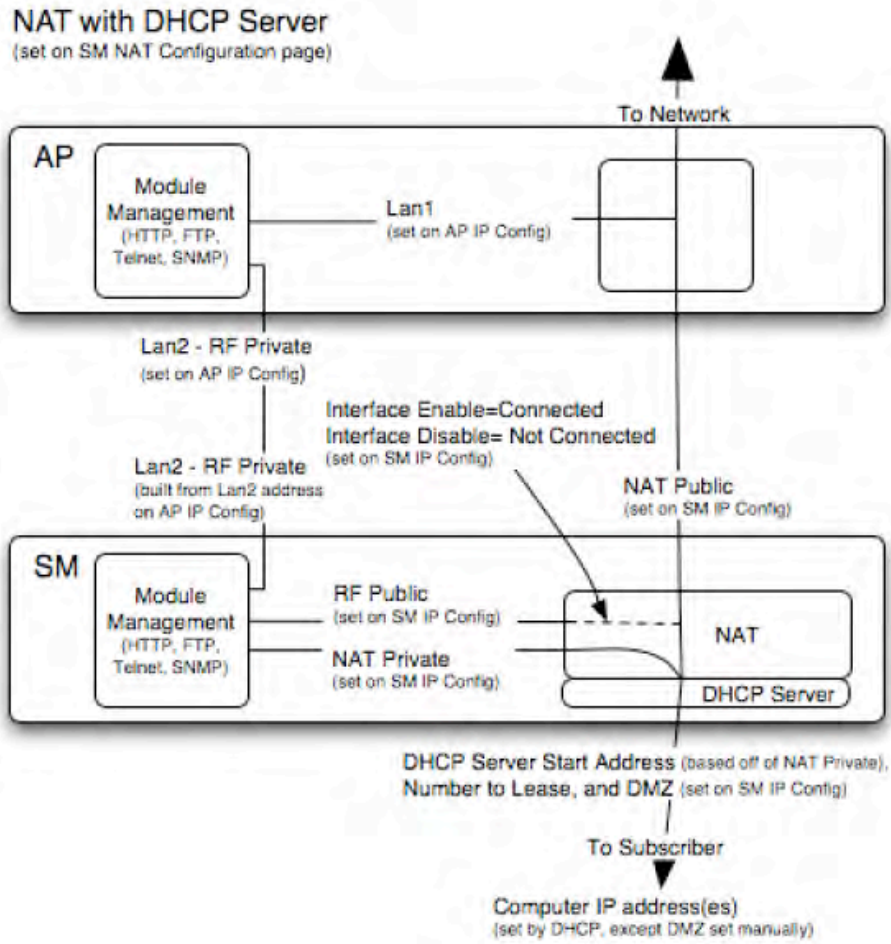 NAT with DHCP Server
(set on SM NAT Configuration page)
To Network
AP
Module
Management
(HTTP, FTP,
Telnet, SNMP)
Lan1
(set on AP IP Config)
Lan2 - RF Private
(set on AP IP Config)
Interface Enable=Connected
Interface Disable= Not Connected
(set on SM IP Config)
Lan2 - RF Private
(built from Lan2 address
on AP IP Config)
NAT Public
(set on SM IP Config)
SM
Module
Management
(HTTP, FTP,
Telnet, SNMP)
RF Public
(set on SM IP Config)
NAT Private
(set on SM IP Config)
NAT
DHCP Server
DHCP Server Start Address (based off of NAT Private),
Number to Lease, and DMZ (set on SM IP Config)
To Subscriber
Computer IP address(es)
(set by DHCP, except DMZ set manually)